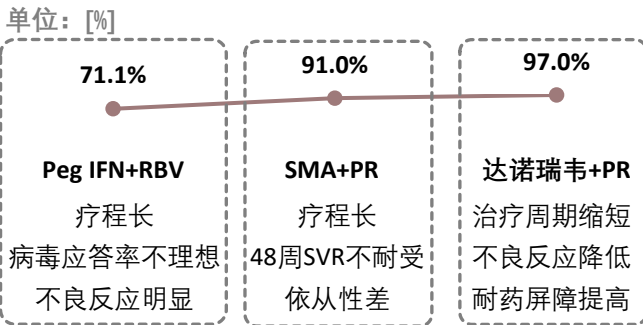 单位：[%]
71.1%
91.0%
97.0%
Peg IFN+RBV
疗程长
病毒应答率不理想
不良反应明显
SMA+PR
疗程长
48周SVR不耐受
依从性差
达诺瑞韦+PR
治疗周期缩短
不良反应降低
耐药屏障提高